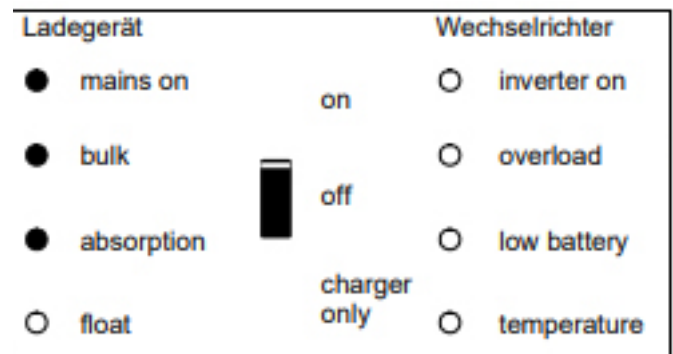 Ladegerät
mains on
bulk
absorption
float
on
off
charger
only
Wechselrichter
inverter on
overload
low battery
temperature